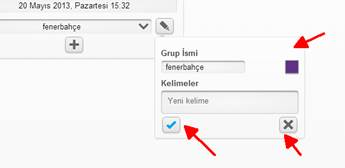 20 Mayıs 2013, Pazartesi 15:32
fenerbahçe
Grup İsmi
fenerbahçe
Kelimeler
Yeni kelime